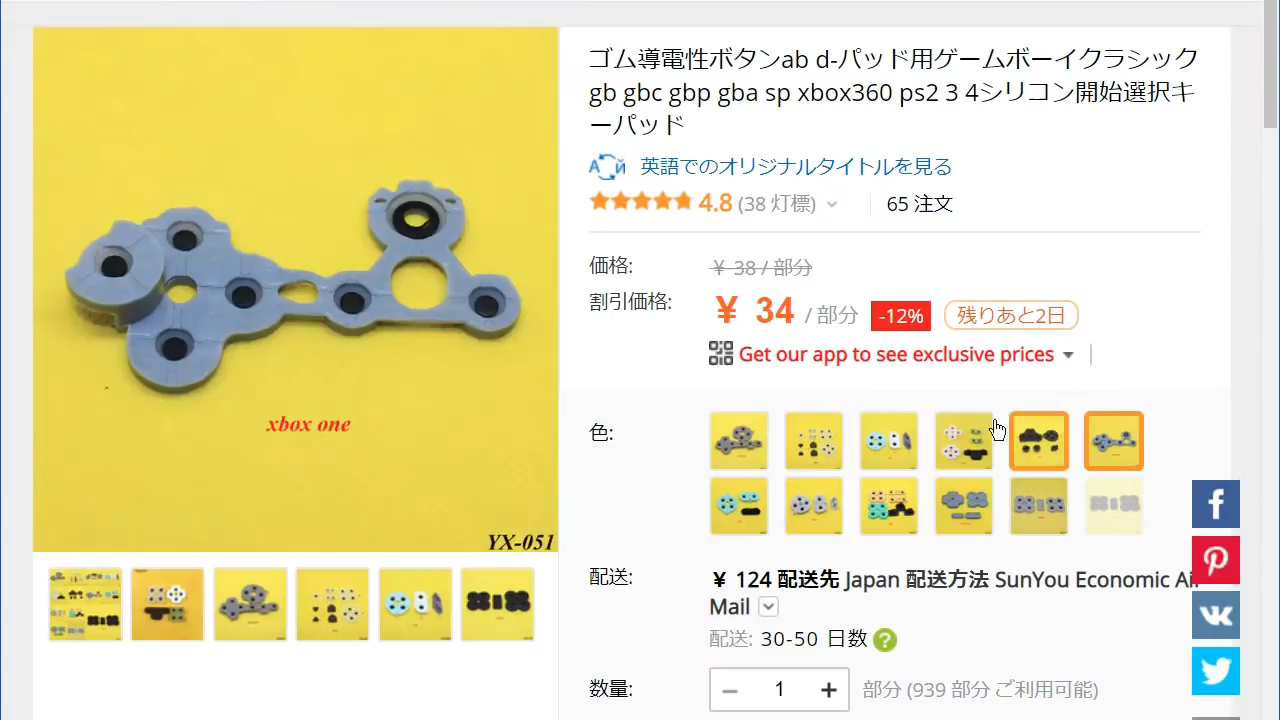 ゴム導電性ボタンab d-パッド用ゲームボーイクラシック
gb gbc gbp gba sp xbox360 ps2 3 4シリコン開始選択キ
ーパッド
英語でのオリジナルタイトルを見る
4.8 (38 灯標) 65 注文
価格: ¥ 38 / 部分
割引価格: ¥ 34 / 部分 -12% 残りあと2日
Get our app to see exclusive prices
xbox one
YX-051
色:
配送: ¥ 124 配送先 Japan 配送方法 SunYou Economic Air
Mail
配送: 30-50 日数
数量: 1 部分 (939 部分 ご利用可能)